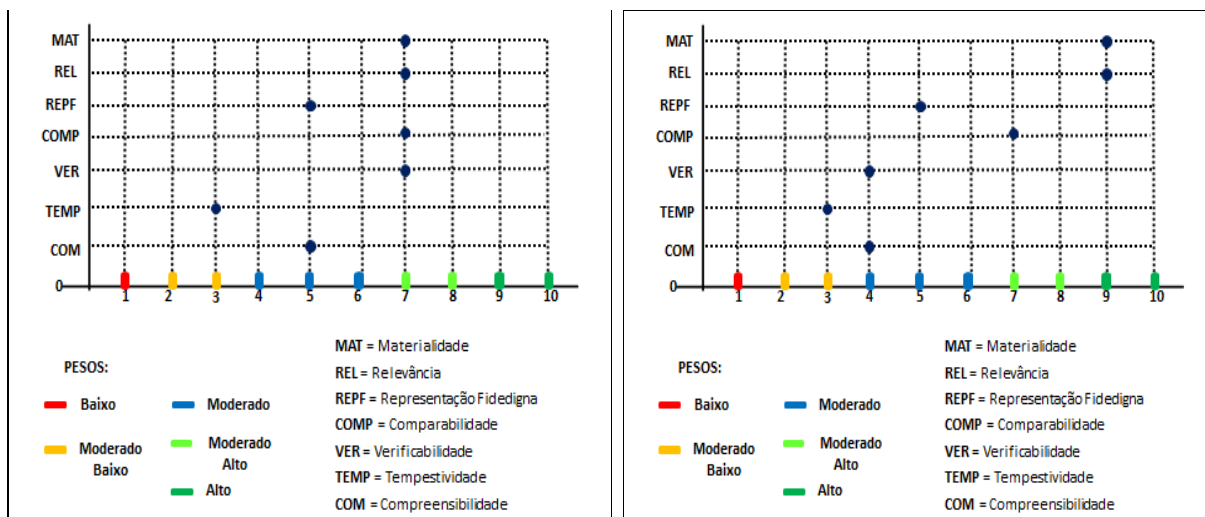 MAT
REL
REPF
COMP
VER
TEMP
COM
0
1 2 3 4 5 6 7 8 9 10
PESOS:
Baixo
Moderado
Moderado Baixo
Moderado Alto
Alto
MAT = Materialidade
REL = Relevância
REPF = Representação Fidedigna
COMP = Comparabilidade
VER = Verificabilidade
TEMP = Tempestividade
COM = Compreensibilidade
MAT
REL
REPF
COMP
VER
TEMP
COM
0
1 2 3 4 5 6 7 8 9 10
PESOS:
Baixo
Moderado
Moderado Baixo
Moderado Alto
Alto
MAT = Materialidade
REL = Relevância
REPF = Representação Fidedigna
COMP = Comparabilidade
VER = Verificabilidade
TEMP = Tempestividade
COM = Compreensibilidade